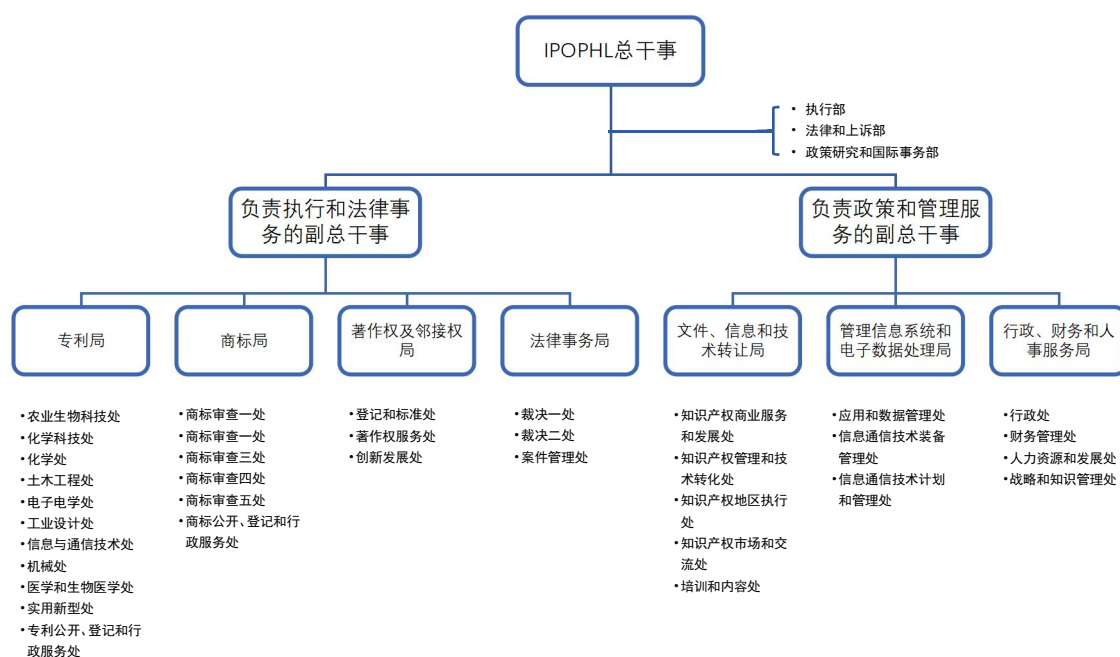 IPOPHL总干事
• 执行部
• 法律和上诉部
• 政策研究和国际事务部
负责执行和法律事
务的副总干事
负责政策和管理服
务的副总干事
专利局
商标局
著作权及邻接权
局
法律事务局
文件、信息和技
术转让局
管理信息系统和
电子数据处理局
行政、财务和人
事服务局
•农业生物科技处
•化学科技处
•化学处
•土木工程处
•电子电学处
•工业设计处
•信息与通信技术处
•机械处
•医学和生物医学处
•实用新型处
•专利公开、登记和行
政服务处
•商标审查一处
•商标审查一处
•商标审查三处
•商标审查四处
•商标审查五处
•商标公开、登记和行
政服务处
•登记和标准处
•著作权服务处
•创新发展处
•裁决一处
•裁决二处
•案件管理处
•知识产权商业服务
和发展处
•知识产权管理和技
术转化处
•知识产权地区执行
处
•知识产权市场和交
流处
•培训和内容处
•应用和数据管理处
•信息通信技术装备
管理处
•信息通信技术计划
和管理处
•行政处
•财务管理处
•人力资源和发展处
•战略和知识管理处